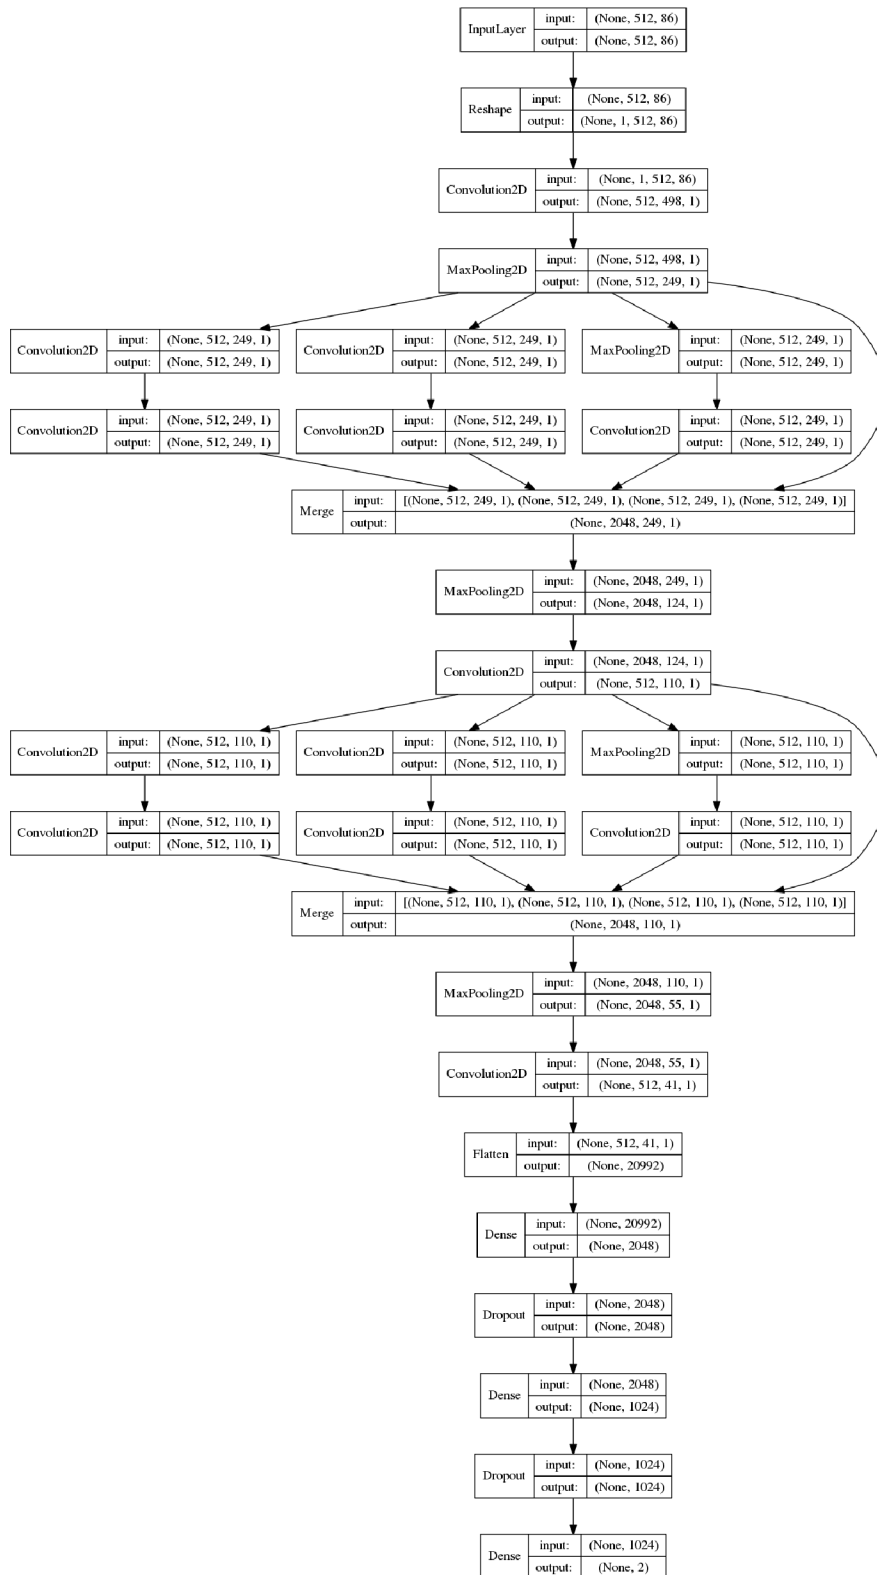 InputLayer input: (None, 512, 86)
output: (None, 512, 86)
Reshape input: (None, 512, 86)
output: (None, 1, 512, 86)
Convolution2D input: (None, 1, 512, 86)
output: (None, 512, 498, 1)
MaxPooling2D input: (None, 512, 498, 1)
output: (None, 512, 249, 1)
Convolution2D input: (None, 512, 249, 1)
output: (None, 512, 249, 1)
Convolution2D input: (None, 512, 249, 1)
output: (None, 512, 249, 1)
MaxPooling2D input: (None, 512, 249, 1)
output: (None, 512, 249, 1)
Convolution2D input: (None, 512, 249, 1)
output: (None, 512, 249, 1)
Convolution2D input: (None, 512, 249, 1)
output: (None, 512, 249, 1)
Convolution2D input: (None, 512, 249, 1)
output: (None, 512, 249, 1)
Merge input: [(None, 512, 249, 1), (None, 512, 249, 1), (None, 512, 249, 1), (None, 512, 249, 1)]
output: (None, 2048, 249, 1)
MaxPooling2D input: (None, 2048, 249, 1)
output: (None, 2048, 124, 1)
Convolution2D input: (None, 2048, 124, 1)
output: (None, 512, 110, 1)
Convolution2D input: (None, 512, 110, 1)
output: (None, 512, 110, 1)
Convolution2D input: (None, 512, 110, 1)
output: (None, 512, 110, 1)
MaxPooling2D input: (None, 512, 110, 1)
output: (None, 512, 110, 1)
Convolution2D input: (None, 512, 110, 1)
output: (None, 512, 110, 1)
Convolution2D input: (None, 512, 110, 1)
output: (None, 512, 110, 1)
Convolution2D input: (None, 512, 110, 1)
output: (None, 512, 110, 1)
Merge input: [(None, 512, 110, 1), (None, 512, 110, 1), (None, 512, 110, 1), (None, 512, 110, 1)]
output: (None, 2048, 110, 1)
MaxPooling2D input: (None, 2048, 110, 1)
output: (None, 2048, 55, 1)
Convolution2D input: (None, 2048, 55, 1)
output: (None, 512, 41, 1)
Flatten input: (None, 512, 41, 1)
output: (None, 20992)
Dense input: (None, 20992)
output: (None, 2048)
Dropout input: (None, 2048)
output: (None, 2048)
Dense input: (None, 2048)
output: (None, 1024)
Dropout input: (None, 1024)
output: (None, 1024)
Dense input: (None, 1024)
output: (None, 2)